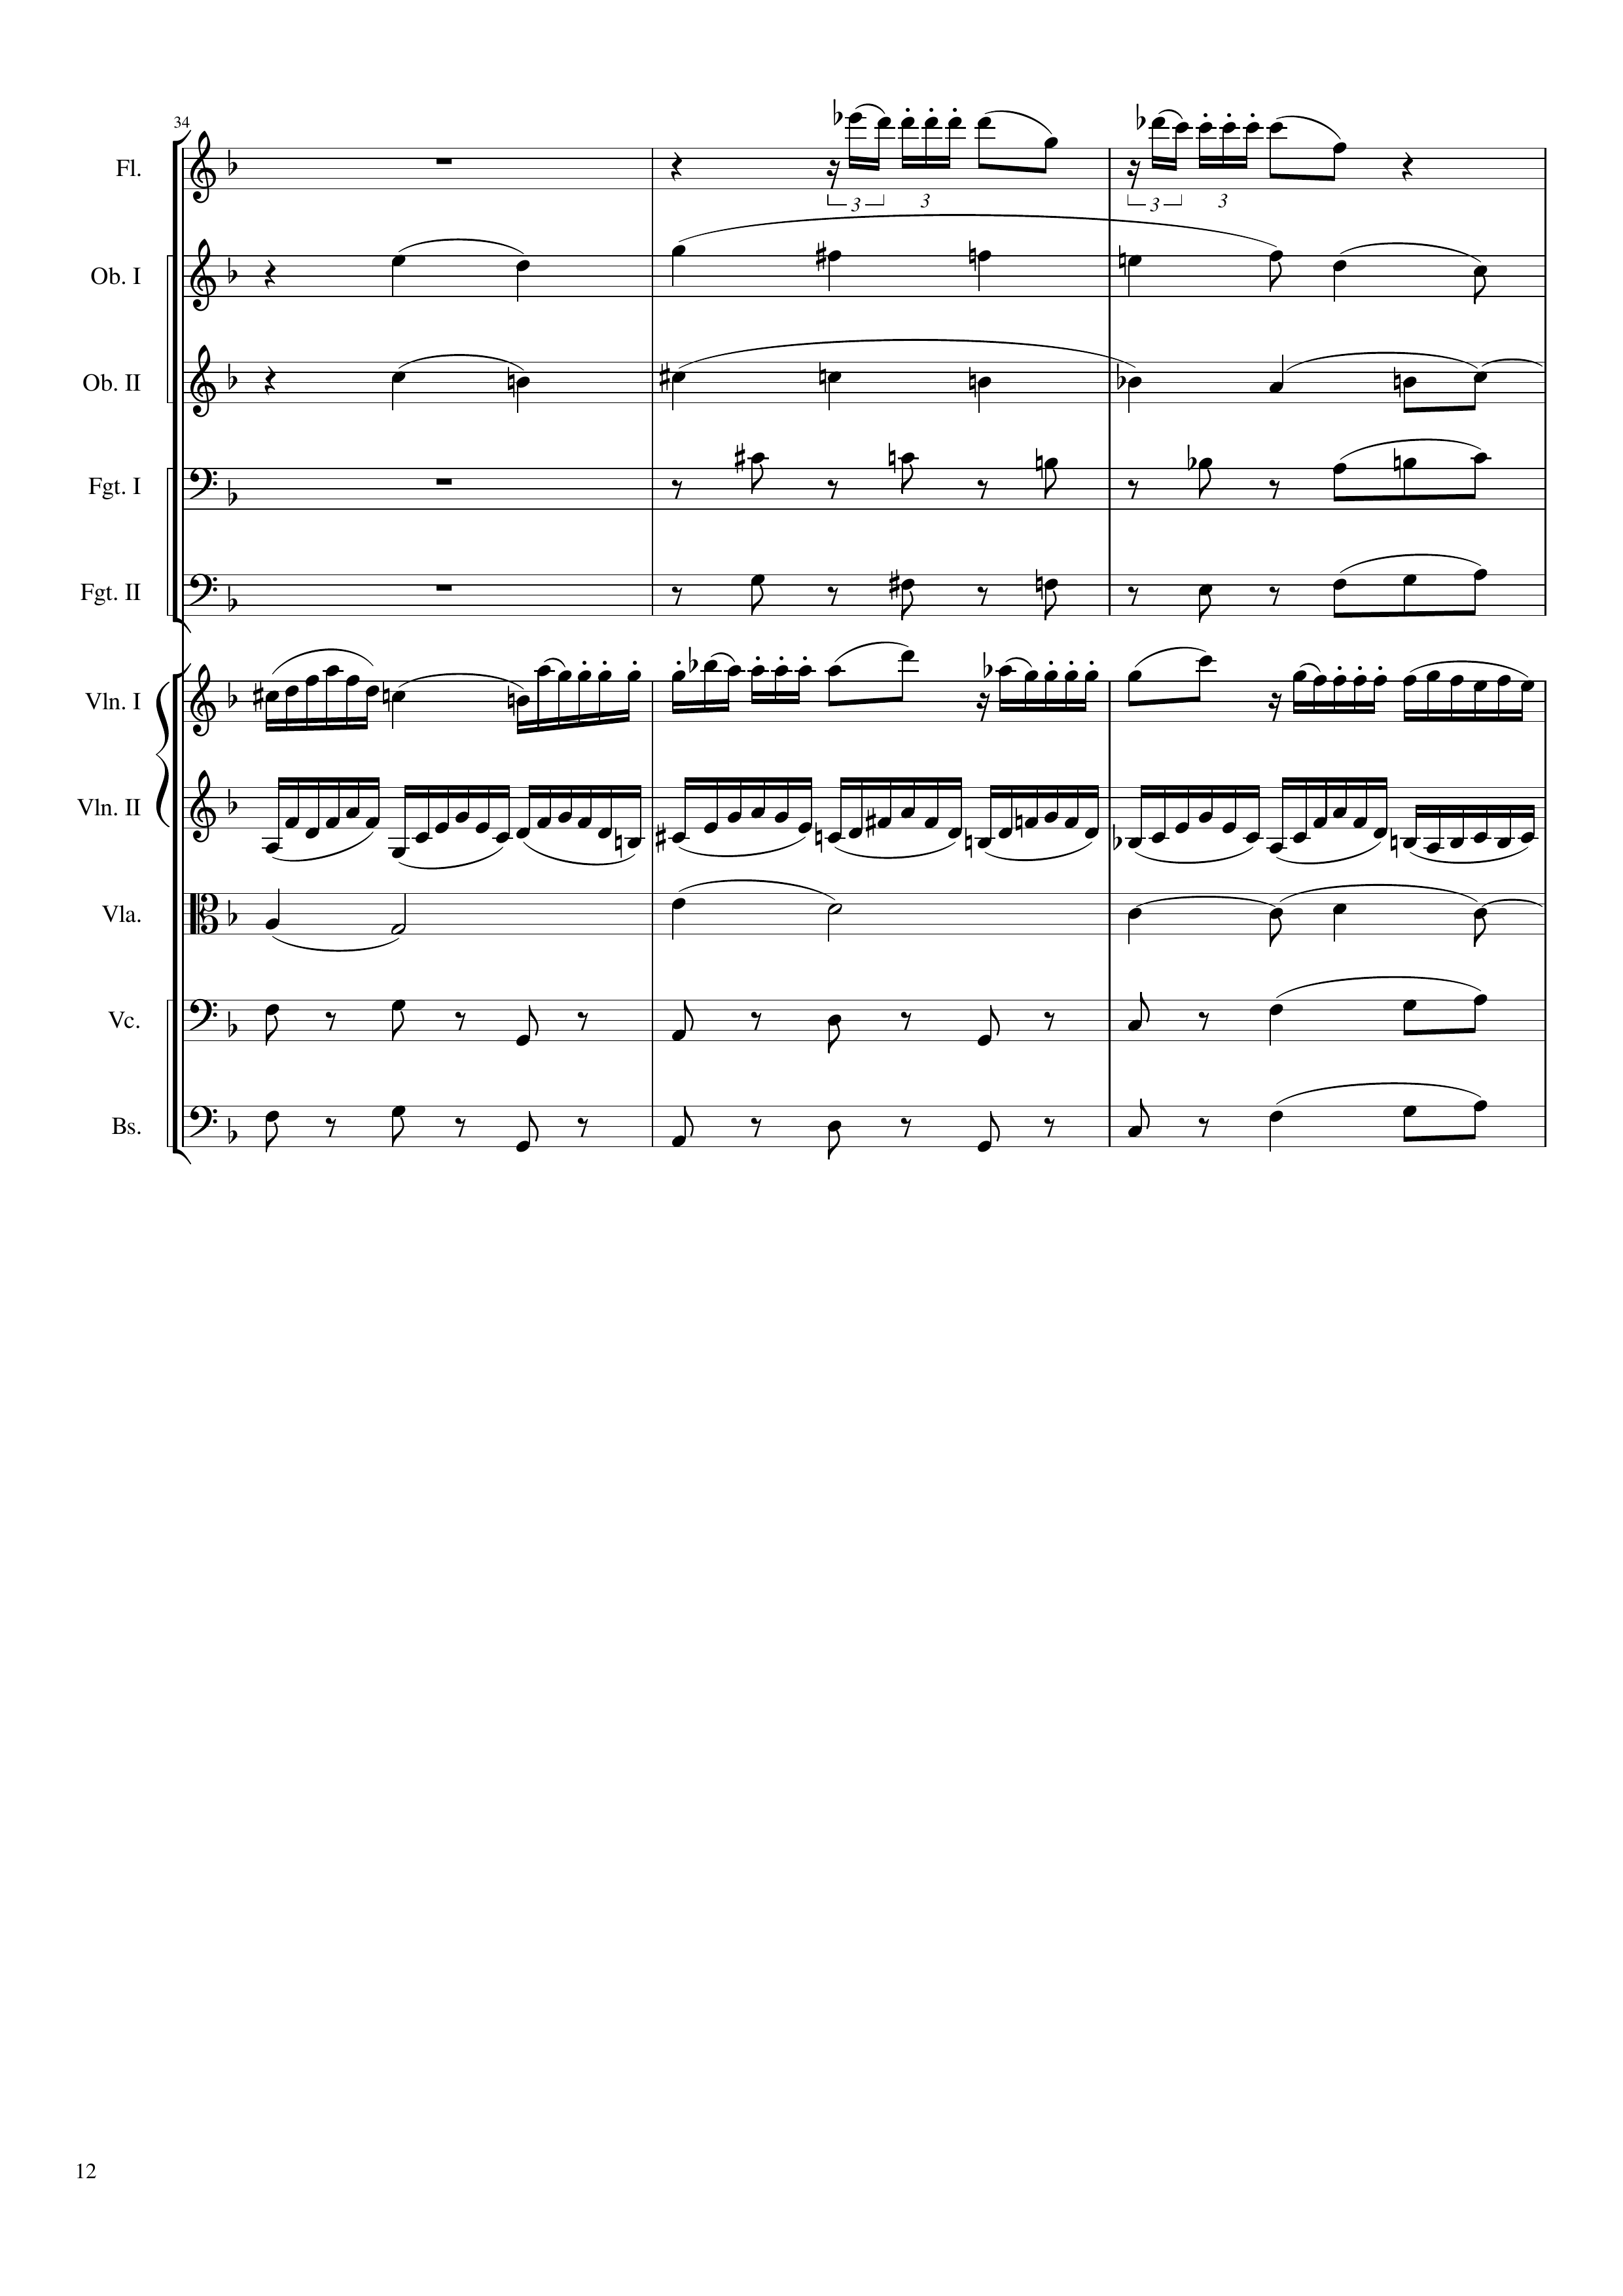 34
Fl.
3 3 3 3
Ob. I
Ob. II
Fgt. I
Fgt. II
Vln. I
Vln. II
Vla.
Vc.
Bs.
12